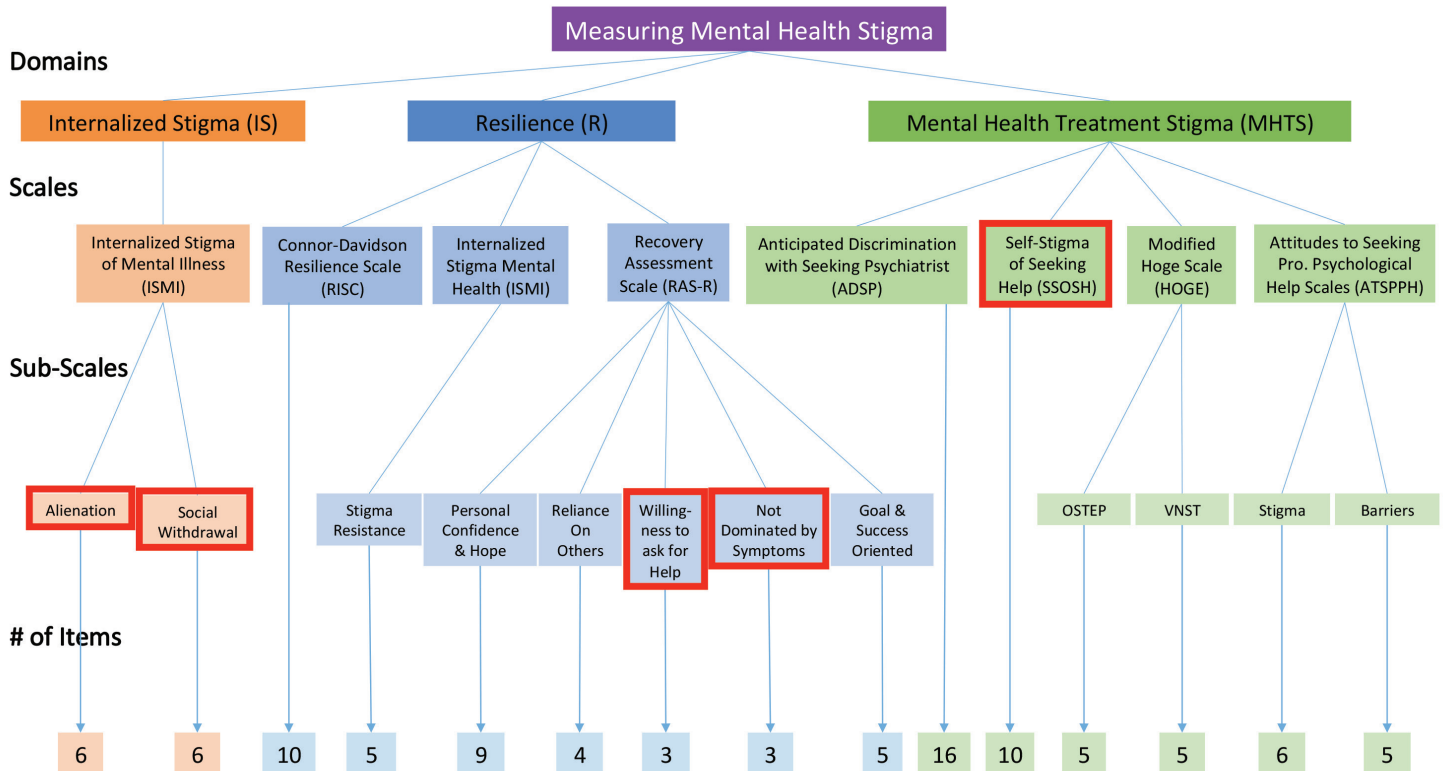 Measuring Mental Health Stigma
Domains
Internalized Stigma (IS)
Resilience (R)
Mental Health Treatment Stigma (MHTS)
Scales
Internalized Stigma
of Mental Illness
(ISMI)
Connor-Davidson
Resilience Scale
(RISC)
Internalized
Stigma Mental
Health (ISMI)
Recovery
Assessment
Scale (RAS-R)
Anticipated Discrimination
with Seeking Psychiatrist
(ADSP)
Self-Stigma
of Seeking
Help (SSOSH)
Modified
Hoge Scale
(HOGE)
Attitudes to Seeking
Pro. Psychological
Help Scales (ATSPPH)
Sub-Scales
Alienation
Social
Withdrawal
Stigma
Resistance
Personal
Confidence
& Hope
Reliance
On
Others
Willing-
ness to
ask for
Help
Not
Dominated by
Symptoms
Goal &
Success
Oriented
OSTEP
VNST
Stigma
Barriers
# of Items
6
6
10
5
9
4
3
3
5
16
10
5
5
6
5